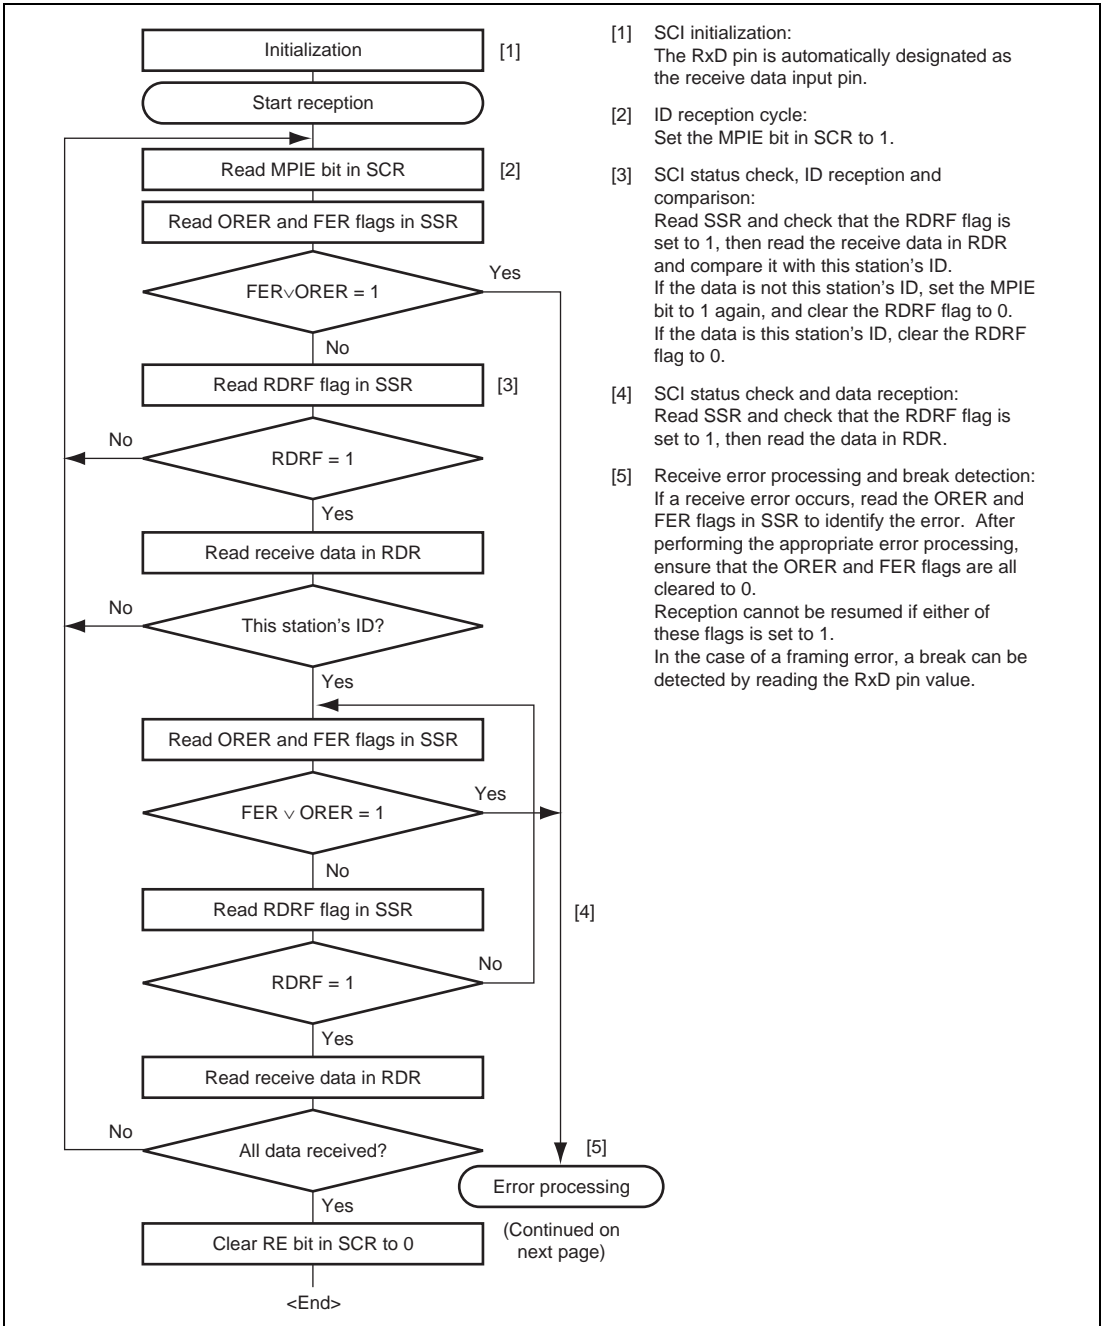 Initialization
[1]
Start reception
Read MPIE bit in SCR
[2]
Read ORER and FER flags in SSR
FER∨ORER = 1
Yes
No
Read RDRF flag in SSR
[3]
No
RDRF = 1
Yes
Read receive data in RDR
No
This station's ID?
Yes
Read ORER and FER flags in SSR
FER ∨ ORER = 1
Yes
No
Read RDRF flag in SSR
[4]
RDRF = 1
No
Yes
Read receive data in RDR
No
All data received?
[5]
Error processing
Yes
(Continued on
next page)
Clear RE bit in SCR to 0
<End>
[1] SCI initialization:
The RxD pin is automatically designated as
the receive data input pin.
[2] ID reception cycle:
Set the MPIE bit in SCR to 1.
[3] SCI status check, ID reception and
comparison:
Read SSR and check that the RDRF flag is
set to 1, then read the receive data in RDR
and compare it with this station's ID.
If the data is not this station's ID, set the MPIE
bit to 1 again, and clear the RDRF flag to 0.
If the data is this station's ID, clear the RDRF
flag to 0.
[4] SCI status check and data reception:
Read SSR and check that the RDRF flag is
set to 1, then read the data in RDR.
[5] Receive error processing and break detection:
If a receive error occurs, read the ORER and
FER flags in SSR to identify the error. After
performing the appropriate error processing,
ensure that the ORER and FER flags are all
cleared to 0.
Reception cannot be resumed if either of
these flags is set to 1.
In the case of a framing error, a break can be
detected by reading the RxD pin value.